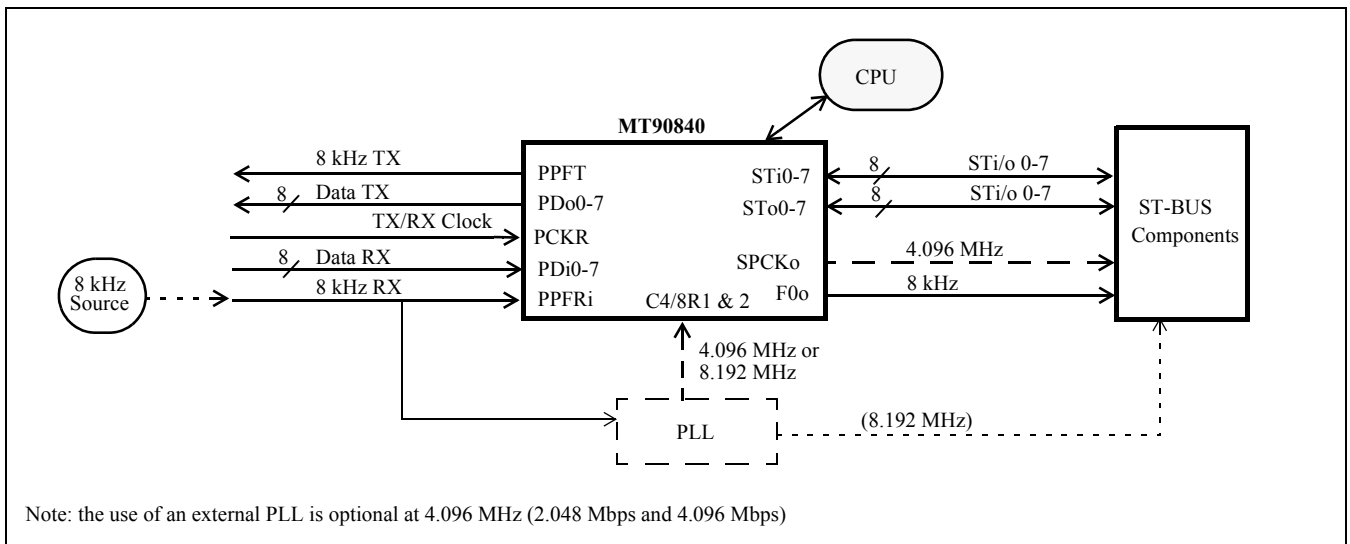 CPU
MT90840
8 kHz TX
PPFT
STi0-7
8
STi/o 0-7
8
Data TX
PDo0-7
STo0-7
8
STi/o 0-7
ST-BUS
Components
TX/RX Clock
PCKR
8
Data RX
PDi0-7
SPCKo
4.096 MHz
8 kHz
Source
8 kHz RX
PPFRi
C4/8R1 & 2
F0o
8 kHz
4.096 MHz or
8.192 MHz
PLL
(8.192 MHz)
Note: the use of an external PLL is optional at 4.096 MHz (2.048 Mbps and 4.096 Mbps)